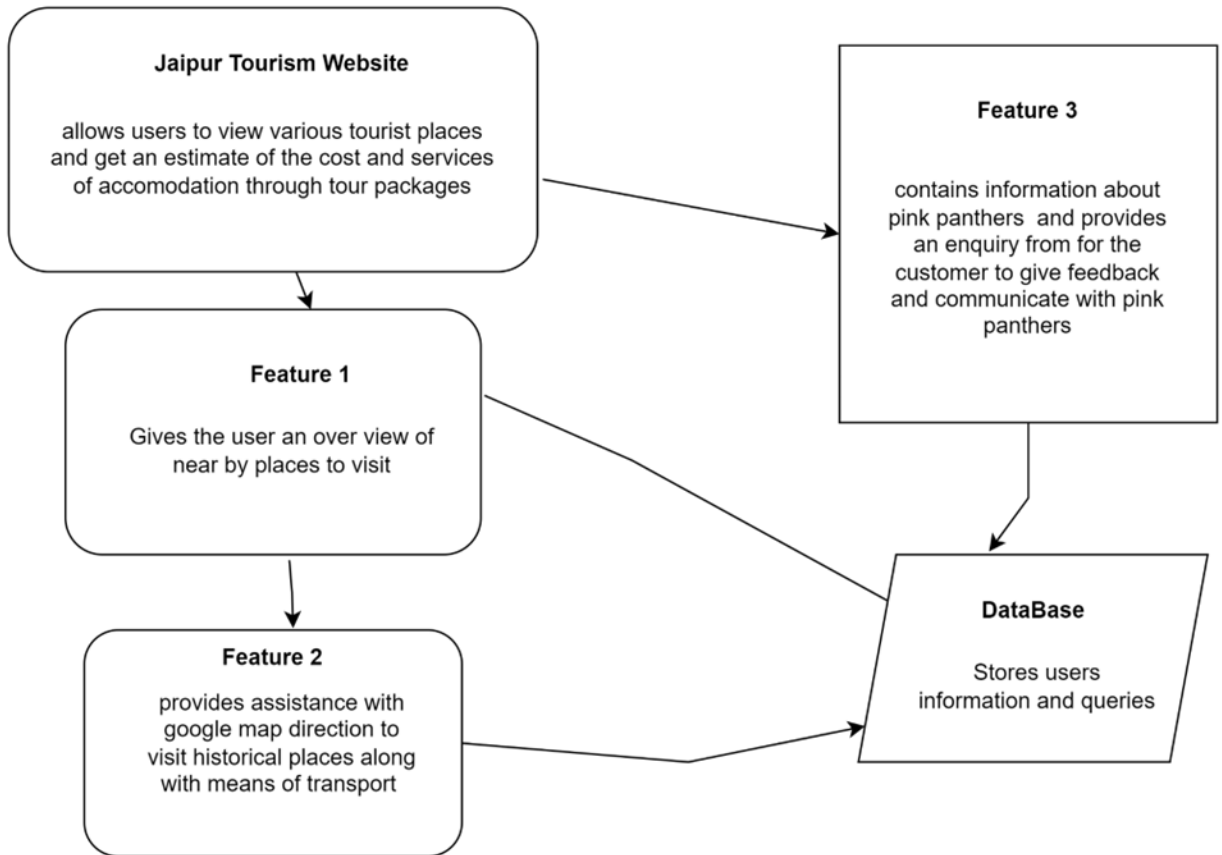 Jaipur Tourism Website
allows users to view various tourist places
and get an estimate of the cost and services
of accomodation through tour packages
Feature 3
contains information about
pink panthers and provides
an enquiry from for the
customer to give feedback
and communicate with pink
panthers
Feature 1
Gives the user an over view of
near by places to visit
Feature 2
provides assistance with
google map direction to
visit historical places along
with means of transport
DataBase
Stores users
information and queries